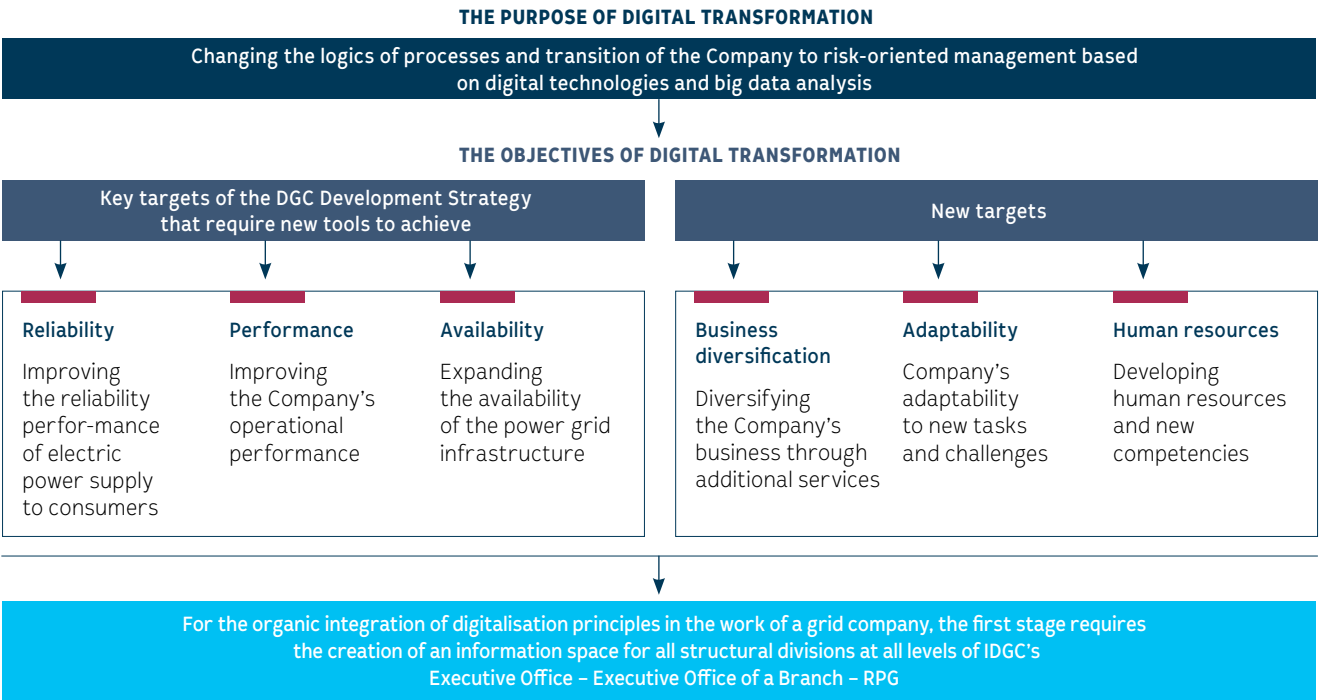 THE PURPOSE OF DIGITAL TRANSFORMATION
Changing the logics of processes and transition of the Company to risk-oriented management based
on digital technologies and big data analysis
THE OBJECTIVES OF DIGITAL TRANSFORMATION
Key targets of the DGC Development Strategy
that require new tools to achieve
Reliability
Improving
the reliability
perfor-mance
of electric
power supply
to consumers
Performance
Improving
the Company's
operational
performance
Availability
Expanding
the availability
of the power grid
infrastructure
New targets
Business
diversification
Diversifying
the Company's
business through
additional services
Adaptability
Company's
adaptability
to new tasks
and challenges
Human resources
Developing
human resources
and new
competencies
For the organic integration of digitalisation principles in the work of a grid company, the first stage requires
the creation of an information space for all structural divisions at all levels of IDGC's
Executive Office – Executive Office of a Branch – RPG